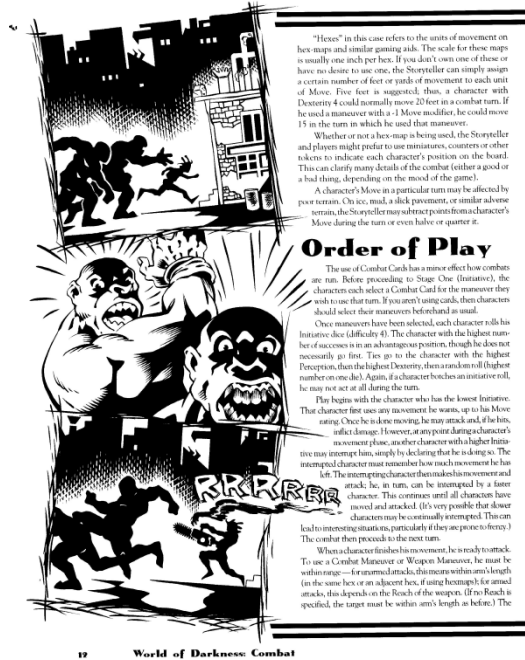 "Hexes" in this case refers to the units of movement on
hex-maps and similar gaming aids. The scale for these maps
is usually one inch per hex. If you don't own one of these or
have no desire to use one, the Storyteller can simply assign
a certain number of feet or yards of movement to each unit
of Move. Five feet is suggested; thus, a character with
Dexterity 4 could normally move 20 feet in a combat turn. If
he used a maneuver with a -1 Move modifier, he could move
15 in the turn in which he used that maneuver.
Whether or not a hex-map is being used, the Storyteller
and players might prefur to use miniatures, counters or other
tokens to indicate each character's position on the board.
This can clarify many details of the combat (either a good or
a bad thing, depending on the mood of the game).
A character's Move in a particular turn may be affected by
poor terrain. On ice, mud, a slick pavement, or similar adverse
terrain, the Storyteller may subtract points from a character's
Move during the turn or even halve or quarter it.
Order of Play
The use of Combat Cards has a minor effect how combats
are run. Before proceeding to Stage One (Initiative), the
characters each select a Combat Card for the maneuver they
wish to use that turn. If you aren't using cards, then characters
should select their maneuvers beforehand as usual.
Once maneuvers have been selected, each character rolls his
Initiative dice (difficulty 4). The character with the highest num-
ber of successes is in an advantageous position, though he does not
necessarily go first. Ties go to the character with the highest
Perception, then the highest Dexterity, then a random roll (highest
number on one die). Again, if a character botches an initiative roll,
he may not act at all during the turn.
Play begins with the character who has the lowest Initiative.
That character first uses any movement he wants, up to his Move
rating. Once he is done moving, he may attack and, if he hits,
inflict damage. However, at any point during a character's
movement phase, another character with a higher Initia-
tive may interrupt him, simply by declaring that he is doing so. The
interrupted character must remember how much movement he has
left. The interrupting character then makes his movement and
attack; he, in turn, can be interrupted by a faster
character. This continues until all characters have
moved and attacked. (It's very possible that slower
characters may be continually interrupted. This can
lead to interesting situations, particularly if they are prone to frenzy.)
The combat then proceeds to the next turn.
When a character finishes his movement, he is ready to attack.
To use a Combat Maneuver or Weapon Maneuver, he must be
within range — for unarmed attacks, this means within arm's length
(in the same hex or an adjacent hex, if using hexmaps); for armed
attacks, this depends on the Reach of the weapon. (If no Reach is
specified, the target must be within arm's length as before.) The
RRRRRRR
12 World of Darkness: Combat